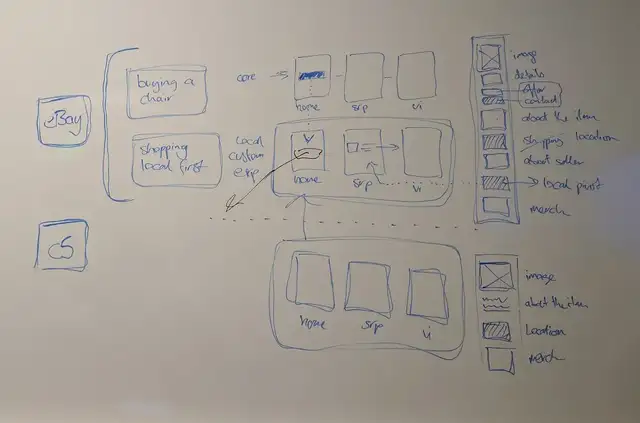 eBay
buying a
chair
shopping
local first
cS
core
home
srp
vi
Local
custom
exp
home
srp
vi
home
srp
vi
image
details
contact
about the item
shipping location
about seller
local pivot
merch
image
about the item
Location
merch